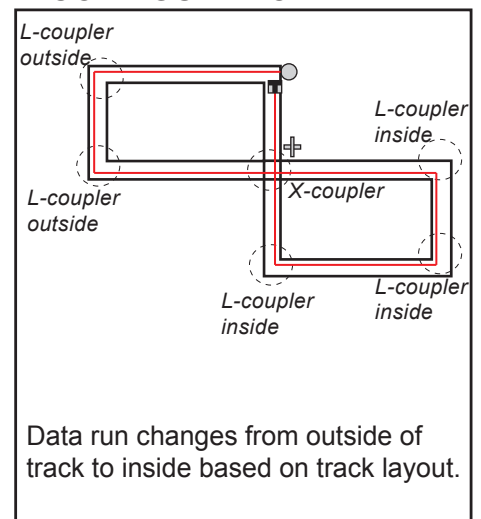 L-coupler
outside
L-coupler
inside
X-coupler
L-coupler
outside
L-coupler
inside
L-coupler
inside
Data run changes from outside of
track to inside based on track layout.